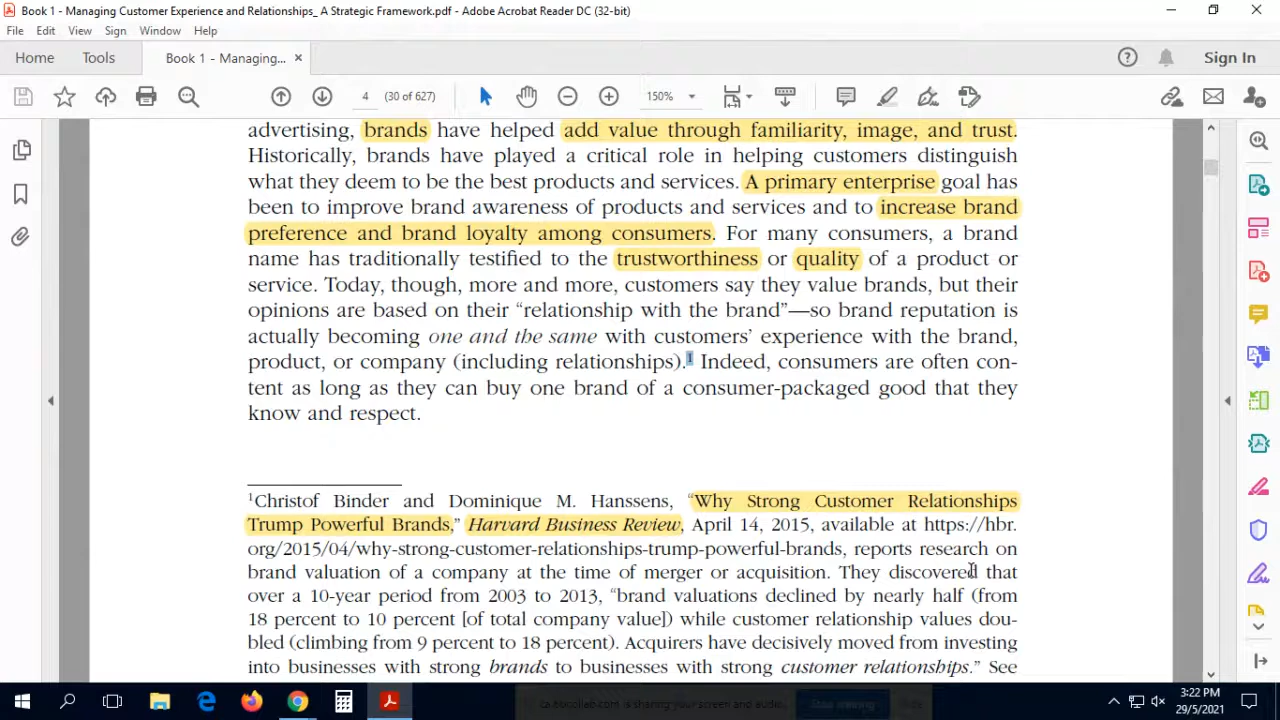 Book 1 - Managing Customer Experience and Relationships_ A Strategic Framework.pdf - Adobe Acrobat Reader DC (32-bit)
File Edit View Sign Window Help
Home Tools Book 1 - Managing... × Sign In
4 (30 of 627) 150%
advertising, brands have helped add value through familiarity, image, and trust.
Historically, brands have played a critical role in helping customers distinguish
what they deem to be the best products and services. A primary enterprise goal has
been to improve brand awareness of products and services and to increase brand
preference and brand loyalty among consumers. For many consumers, a brand
name has traditionally testified to the trustworthiness or quality of a product or
service. Today, though, more and more, customers say they value brands, but their
opinions are based on their “relationship with the brand”—so brand reputation is
actually becoming one and the same with customers’ experience with the brand,
product, or company (including relationships).1 Indeed, consumers are often con-
tent as long as they can buy one brand of a consumer-packaged good that they
know and respect.
1Christof Binder and Dominique M. Hanssens, “Why Strong Customer Relationships
Trump Powerful Brands,” Harvard Business Review, April 14, 2015, available at https://hbr.
org/2015/04/why-strong-customer-relationships-trump-powerful-brands, reports research on
brand valuation of a company at the time of merger or acquisition. They discovered that
over a 10-year period from 2003 to 2013, “brand valuations declined by nearly half (from
18 percent to 10 percent [of total company value]) while customer relationship values dou-
bled (climbing from 9 percent to 18 percent). Acquirers have decisively moved from investing
into businesses with strong brands to businesses with strong customer relationships.” See
ca.bbcollab.com is sharing your screen and audio. Stop sharing Hide
3:22 PM
29/5/2021